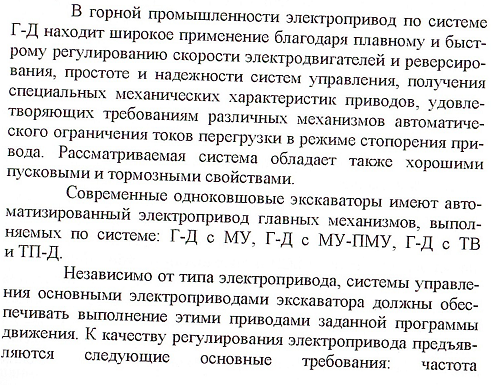 В горной промышленности электропривод по системе
Г-Д находит широкое применение благодаря плавному и быст-
рому регулированию скорости электродвигателей и реверсиро-
вания, простоте и надежности систем управления, получения
специальных механических характеристик приводов, удовле-
творяющих требованиям различных механизмов автоматиче-
ского ограничения токов перегрузки в режиме стопорения при-
вода. Рассматриваемая система обладает также хорошими
пусковыми и тормозными свойствами.
Современные одноковшовые экскаваторы имеют авто-
матизированный электропривод главных механизмов, выпол-
няемых по системе: Г-Д с МУ, Г-Д с МУ-ПМУ, Г-Д с ТВ
и ТП-Д.
Независимо от типа электропривода, системы управле-
ния основными электроприводами экскаватора должны обес-
печивать выполнение этими приводами заданной программы
движения. К качеству регулирования электропривода предъяв-
ляются следующие основные требования: частота